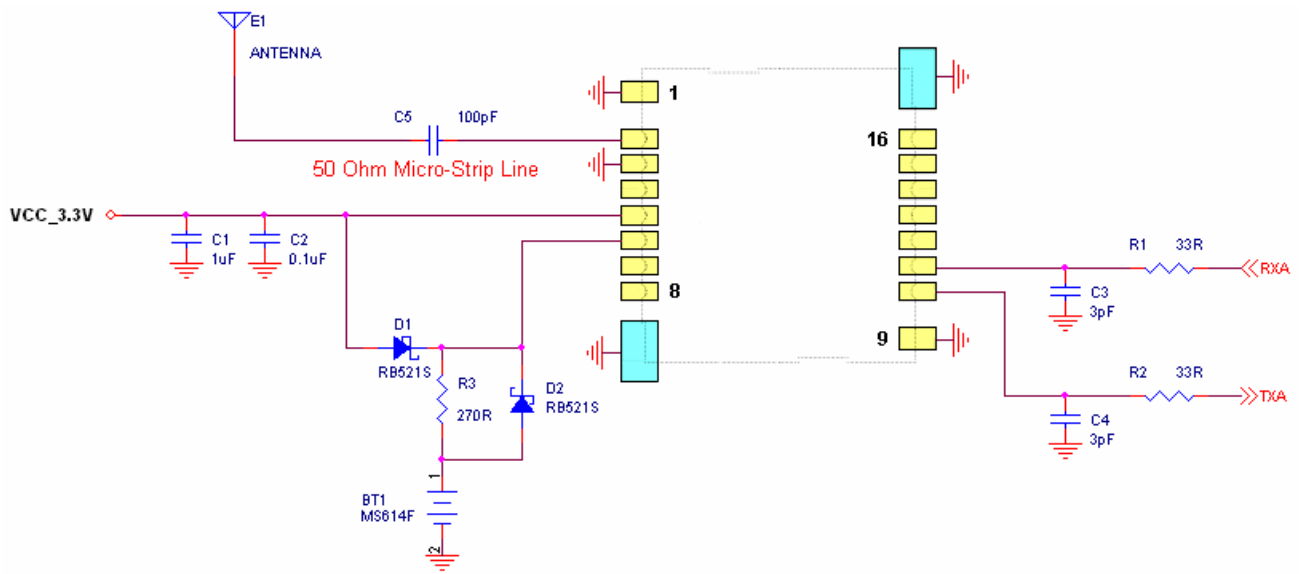 E1
ANTENNA
1
C5 100pF
16
50 Ohm Micro-Strip Line
VCC_3.3V
C1
1uF
C2
0.1uF
R1 33R
RXA
8
C3
3pF
D1
RB521S
9
R3
270R
D2
RB521S
R2 33R
TXA
C4
3pF
1
BT1
MS614F
2